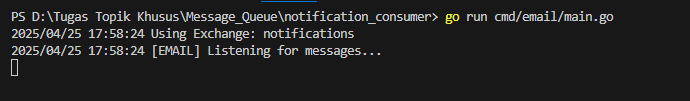 PS D:\Tugas Topik Khusus\Message_Queue\notification_consumer> go run cmd/email/main.go
2025/04/25 17:58:24 Using Exchange: notifications
2025/04/25 17:58:24 [EMAIL] Listening for messages...